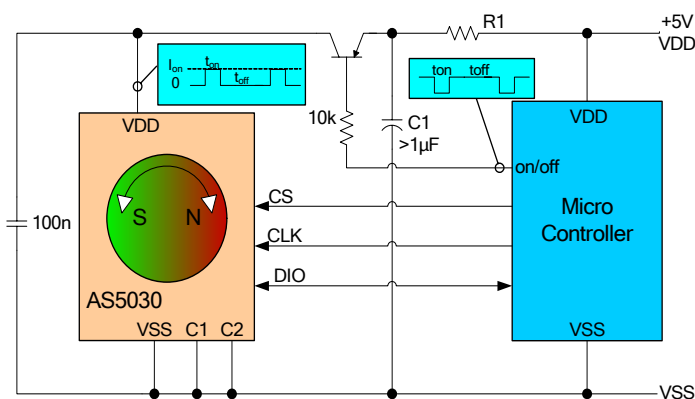 R1
+5V
VDD
Ion
ton
0
toff
ton toff
VDD
10k
C1
>1µF
VDD
on/off
S N
100n
CS
Micro
Controller
CLK
DIO
AS5030
VSS C1 C2
VSS
VSS